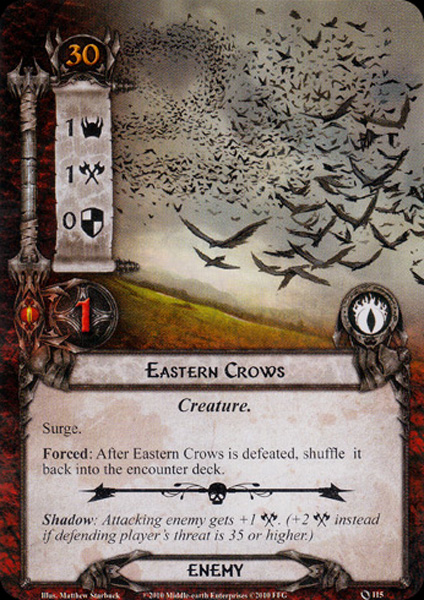 30
1
1
0
1
EASTERN CROWS
Creature.
Surge.
Forced: After Eastern Crows is defeated, shuffle it
back into the encounter deck.
Shadow: Attacking enemy gets +1 . (+2 instead
if defending player's threat is 35 or higher.)
ENEMY
Illus. Matthew Starbuck ©2010 Middle-earth Enterprises ©2010 FFG 115